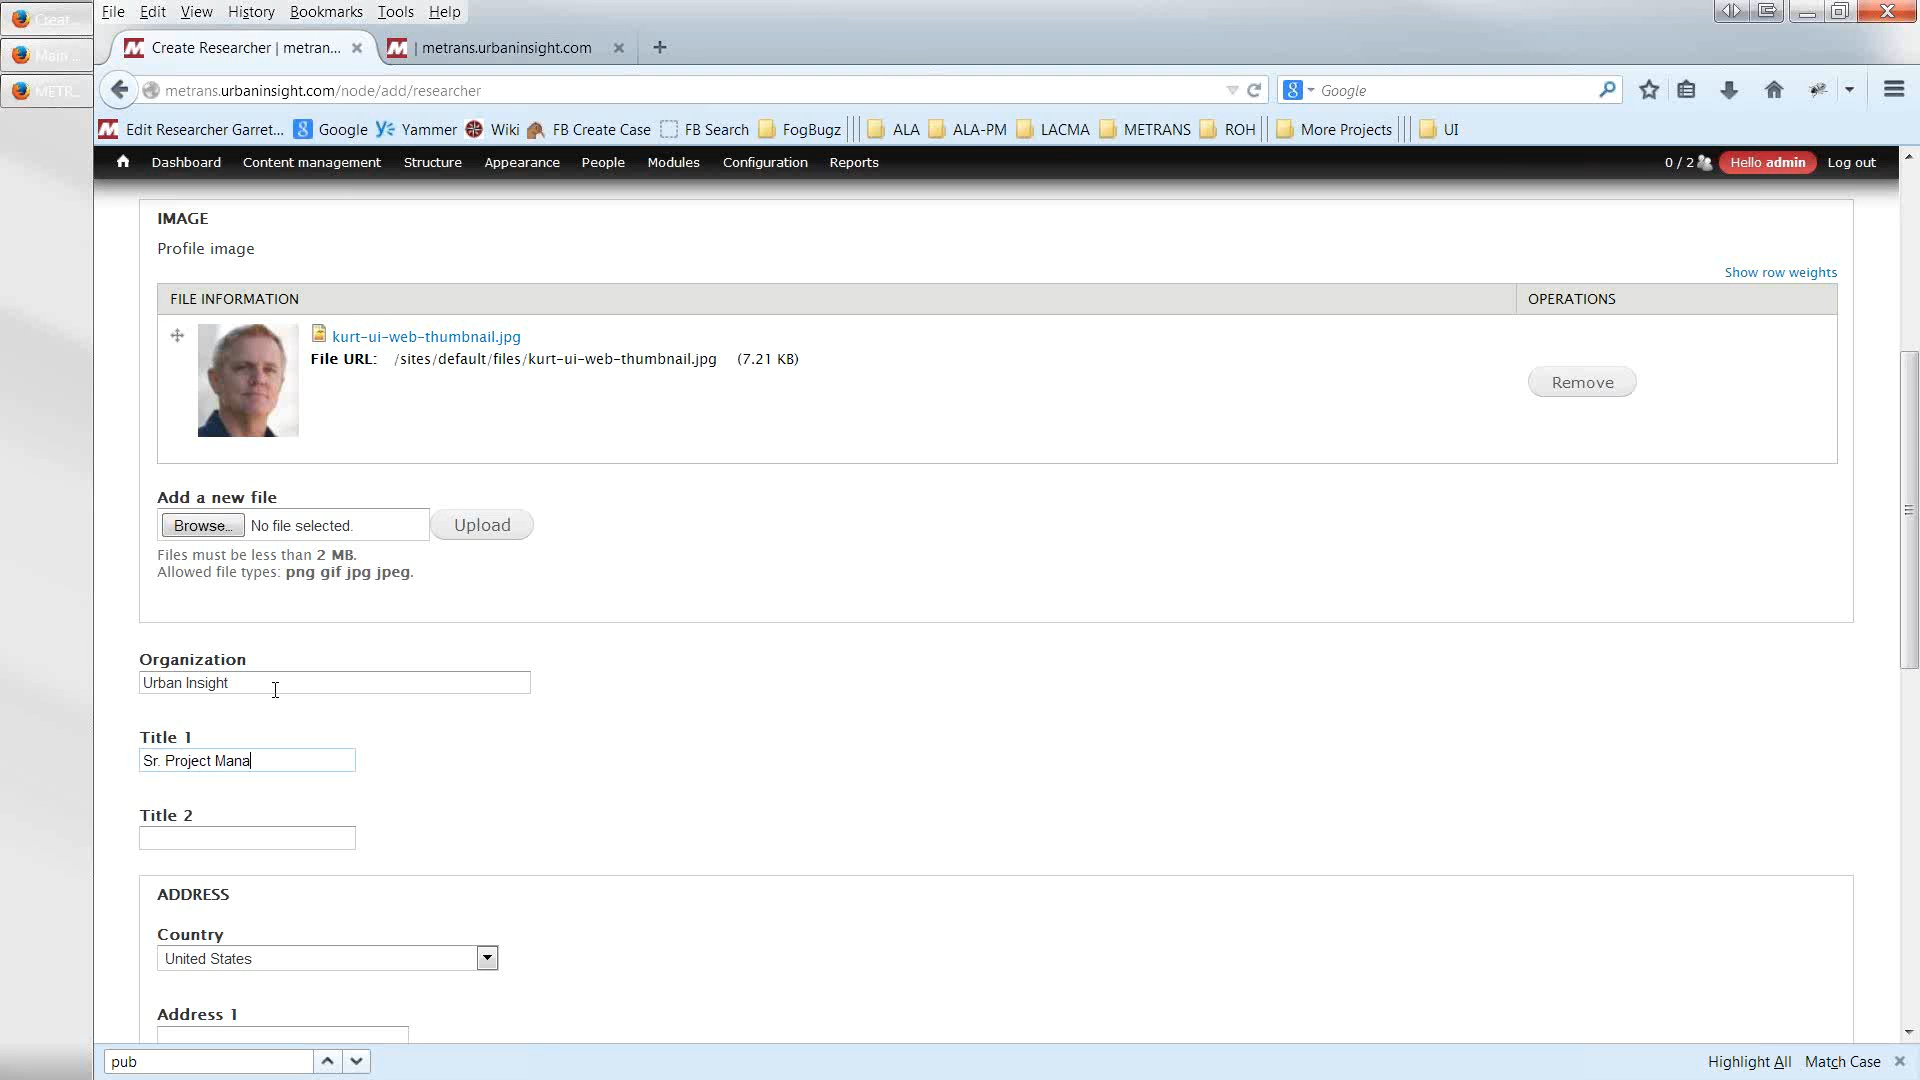 Creat...
File Edit View History Bookmarks Tools Help
Main ...
Create Researcher | metran... | metrans.urbaninsight.com
METR...
metrans.urbaninsight.com/node/add/researcher
Google
Edit Researcher Garret... Google Yammer Wiki FB Create Case FB Search FogBugz ALA ALA-PM LACMA METRANS ROH More Projects UI
Dashboard Content management Structure Appearance People Modules Configuration Reports 0 / 2 Hello admin Log out
IMAGE
Profile image
Show row weights
FILE INFORMATION OPERATIONS
kurt-ui-web-thumbnail.jpg
File URL: /sites/default/files/kurt-ui-web-thumbnail.jpg (7.21 KB)
Remove
Add a new file
Browse... No file selected. Upload
Files must be less than 2 MB.
Allowed file types: png gif jpg jpeg.
Organization
Urban Insight
Title 1
Sr. Project Mana
Title 2
ADDRESS
Country
United States
Address 1
pub Highlight All Match Case